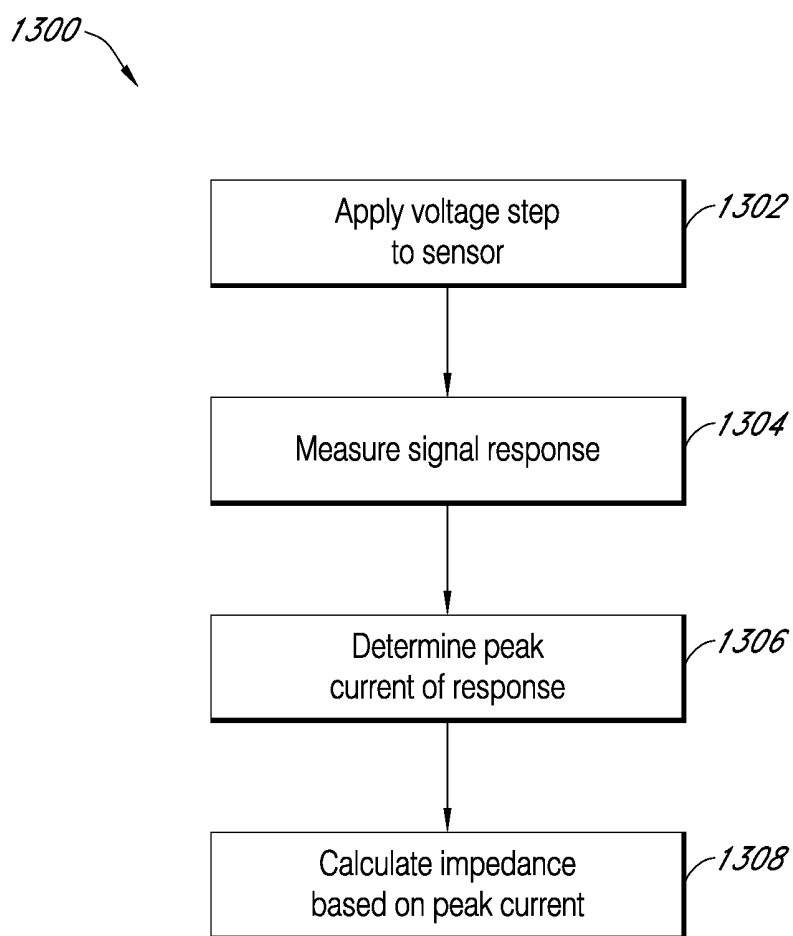 1300
Apply voltage step
to sensor
1302
Measure signal response
1304
Determine peak
current of response
1306
Calculate impedance
based on peak current
1308